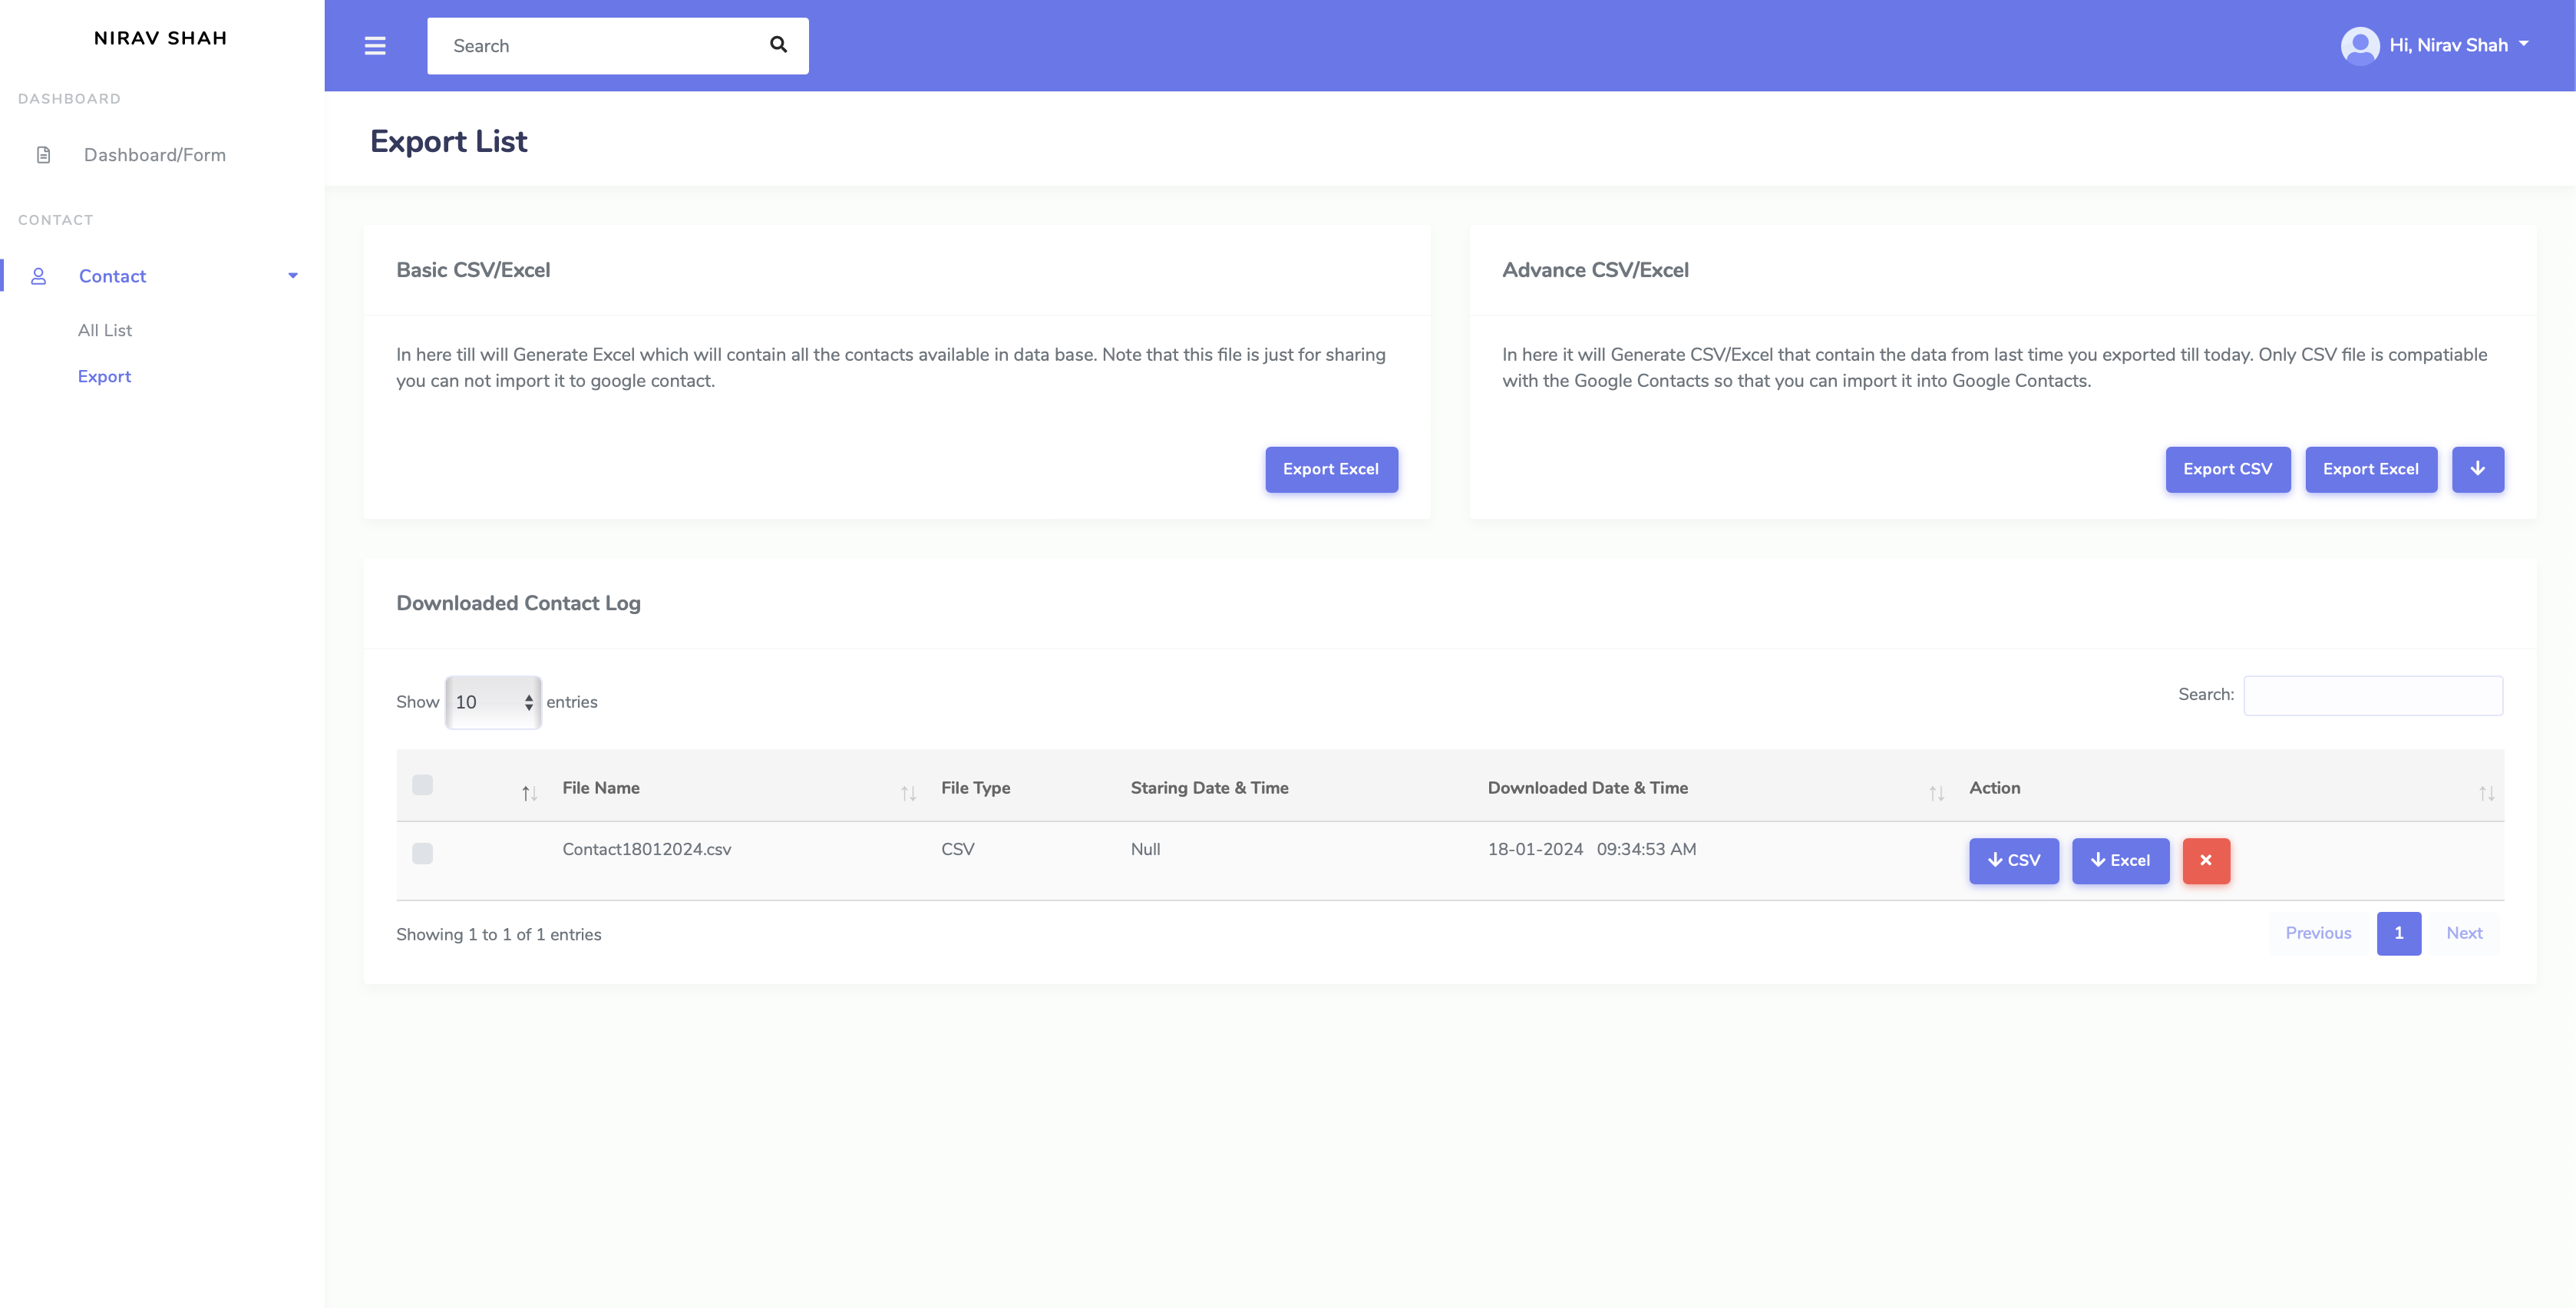 NIRAV SHAH
DASHBOARD
Dashboard/Form
CONTACT
Contact
All List
Export
Search
Hi, Nirav Shah
Export List
Basic CSV/Excel
In here till will Generate Excel which will contain all the contacts available in data base. Note that this file is just for sharing
you can not import it to google contact.
Export Excel
Advance CSV/Excel
In here it will Generate CSV/Excel that contain the data from last time you exported till today. Only CSV file is compatiable
with the Google Contacts so that you can import it into Google Contacts.
Export CSV Export Excel
Downloaded Contact Log
Show 10 entries Search:
File Name File Type Staring Date & Time Downloaded Date & Time Action
Contact18012024.csv CSV Null 18-01-2024 09:34:53 AM CSV Excel
Showing 1 to 1 of 1 entries Previous 1 Next